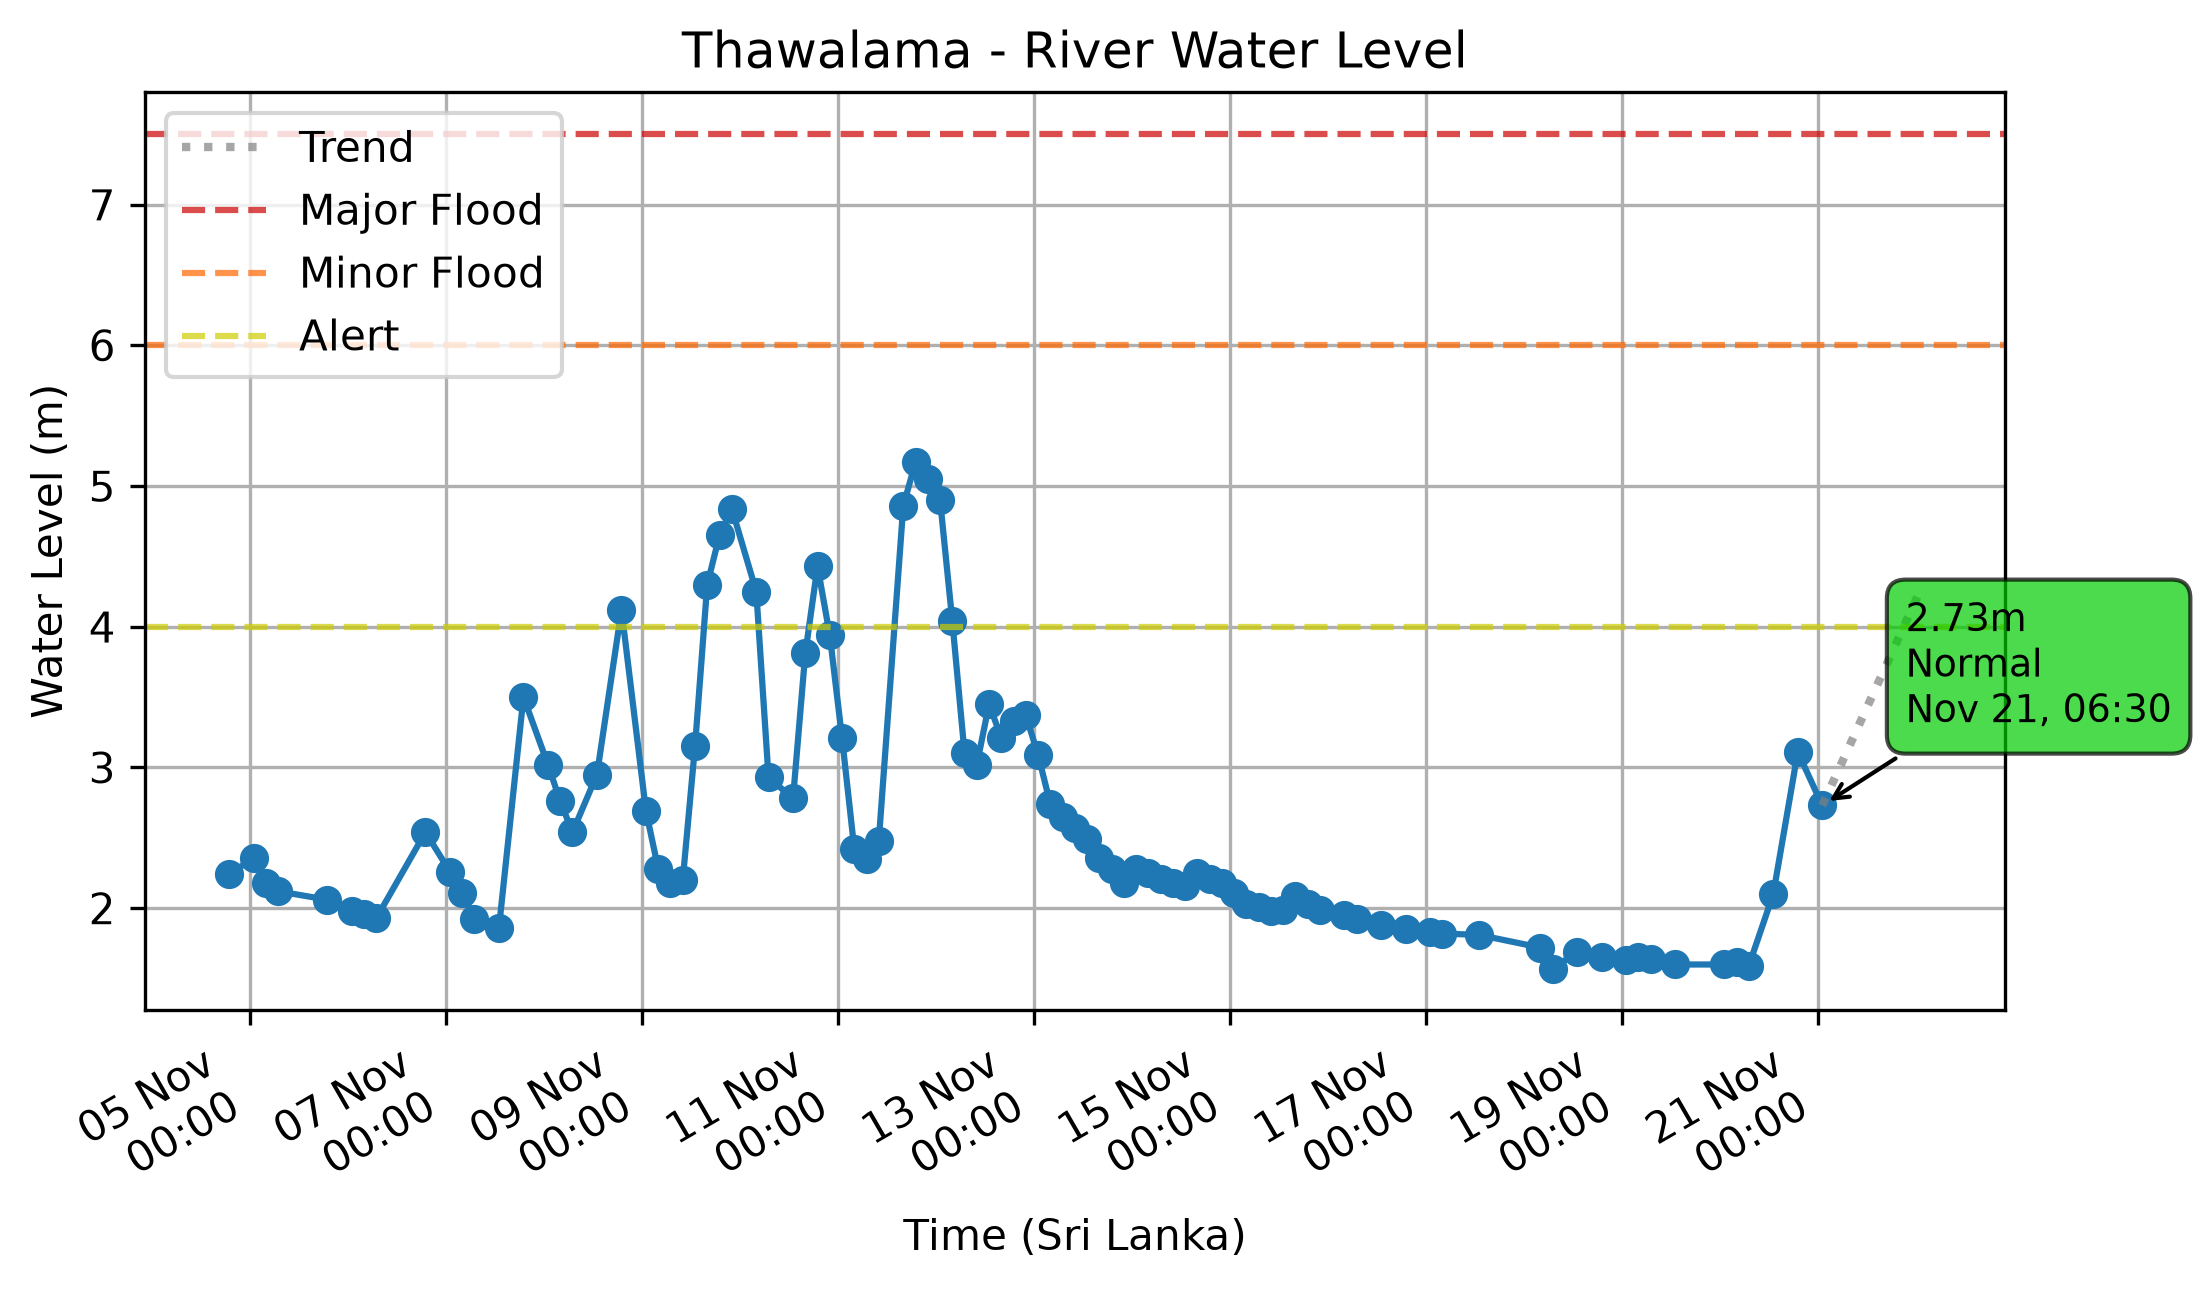 Thawalama - River Water Level
Trend
Major Flood
Minor Flood
Alert
7
6
5
4
3
2
Water Level (m)
2.73m
Normal
Nov 21, 06:30
05 Nov
00:00
07 Nov
00:00
09 Nov
00:00
11 Nov
00:00
13 Nov
00:00
15 Nov
00:00
17 Nov
00:00
19 Nov
00:00
21 Nov
00:00
Time (Sri Lanka)